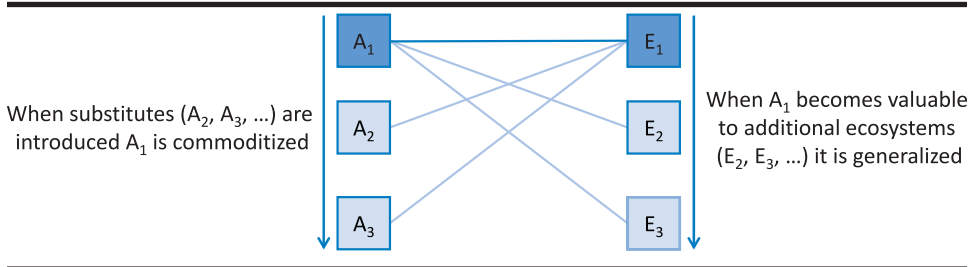 A₁
E₁
When substitutes (A₂, A₃, ...) are
introduced A₁ is commoditized
A₂
E₂
When A₁ becomes valuable
to additional ecosystems
(E₂, E₃, ...) it is generalized
A₃
E₃